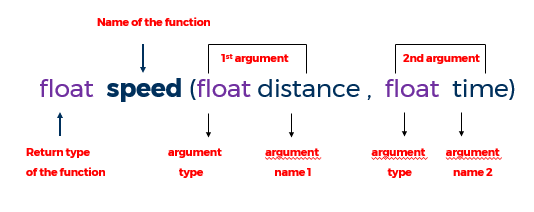 Name of the function
1st argument 2nd argument
float speed (float distance , float time)
Return type argument argument argument argument
of the function type name 1 type name 2